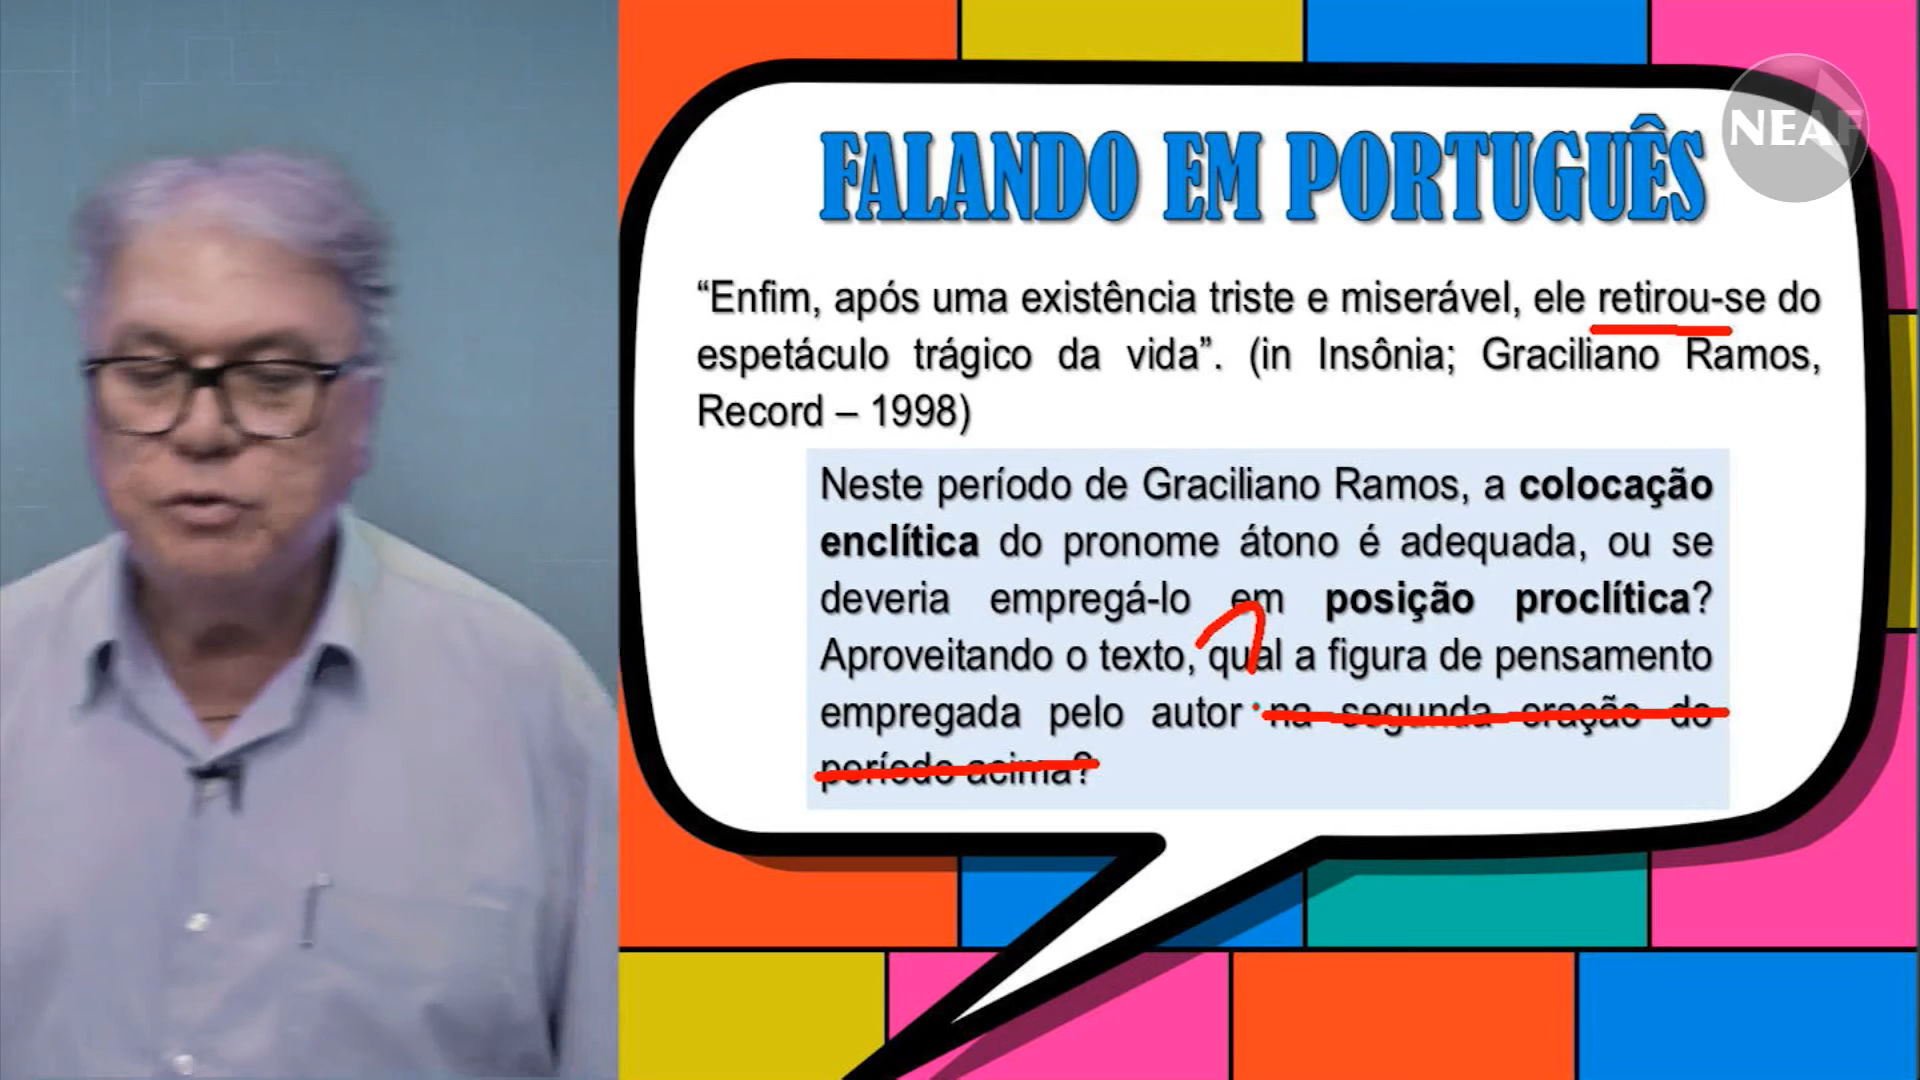 NEAF
FALANDO EM PORTUGUÊS
“Enfim, após uma existência triste e miserável, ele retirou-se do
espetáculo trágico da vida”. (in Insônia; Graciliano Ramos,
Record – 1998)
Neste período de Graciliano Ramos, a colocação
enclítica do pronome átono é adequada, ou se
deveria empregá-lo em posição proclítica?
Aproveitando o texto, qual a figura de pensamento
empregada pelo autor na segunda oração do
período acima?